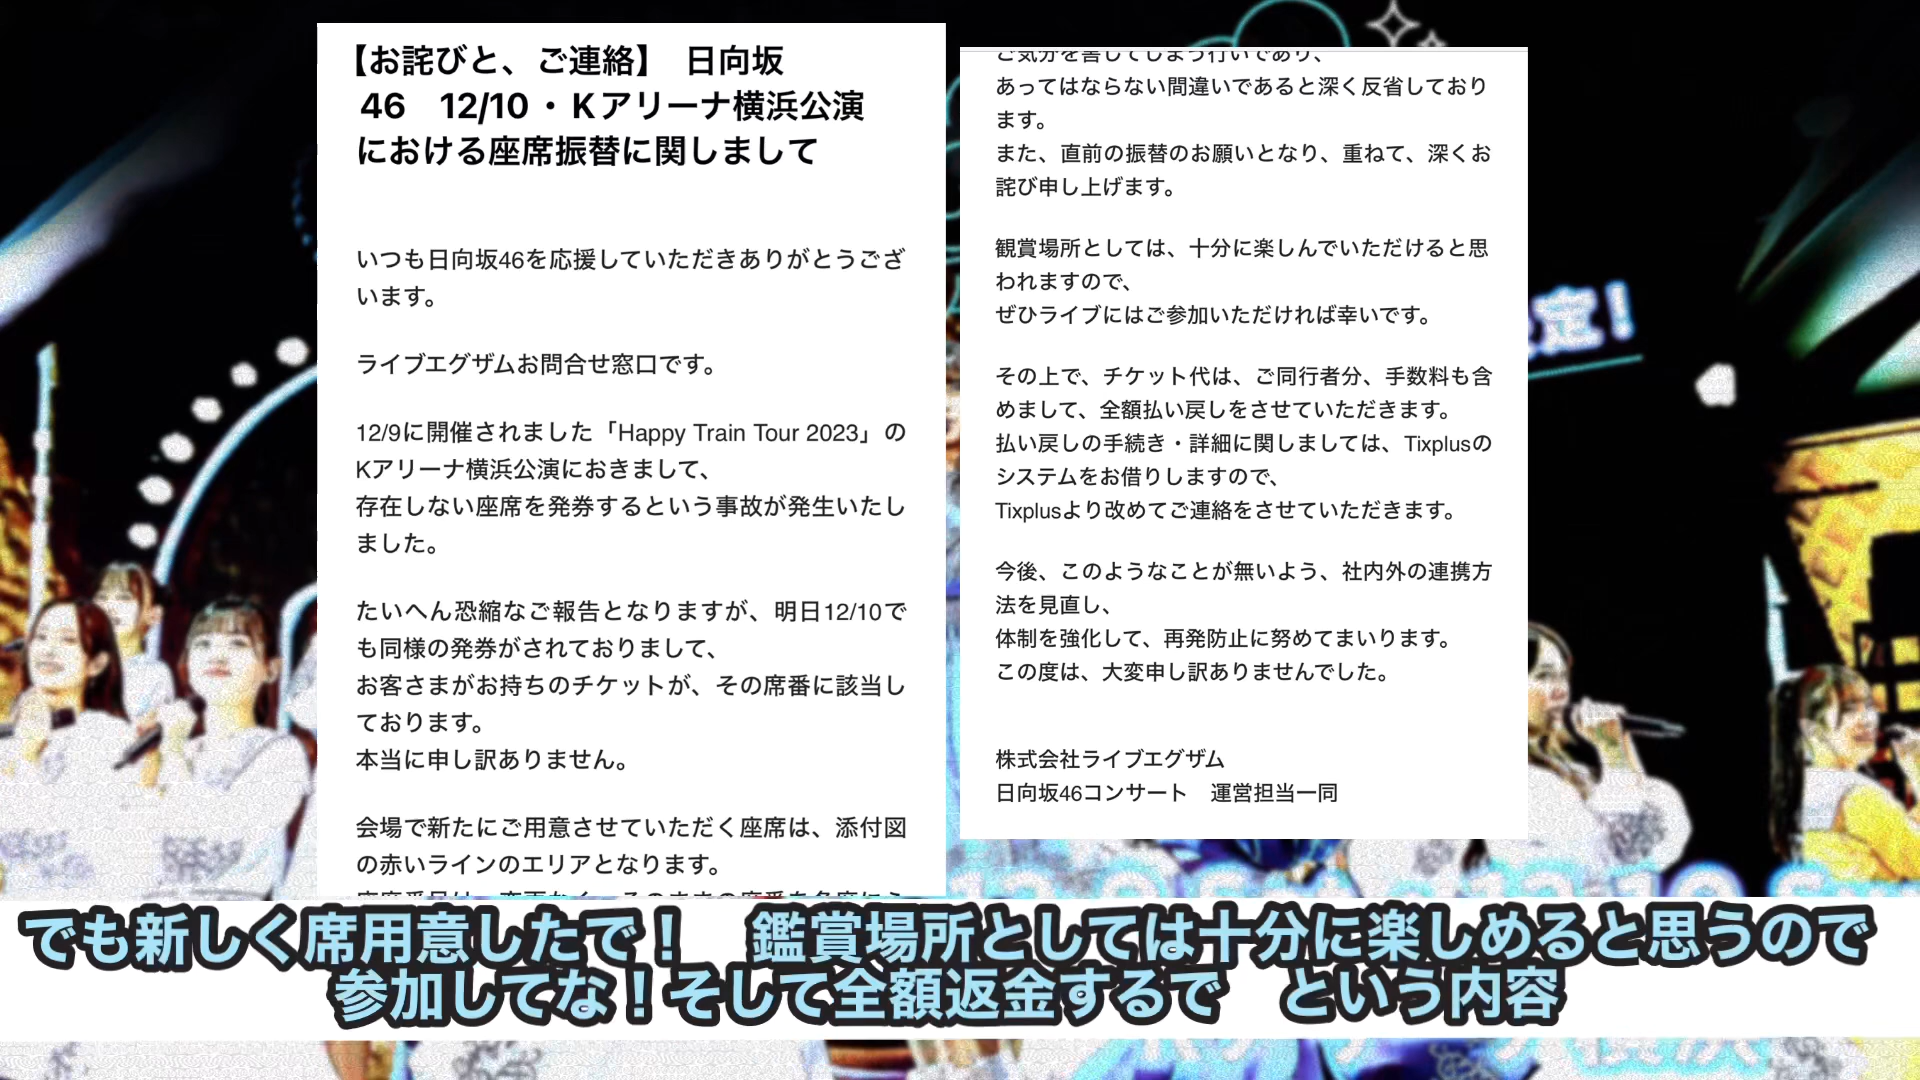 【お詫びと、ご連絡】　日向坂
46　12/10・Kアリーナ横浜公演
における座席振替に関しまして
いつも日向坂46を応援していただきありがとうござ
います。
ライブエグザムお問合せ窓口です。
12/9に開催されました「Happy Train Tour 2023」の
Kアリーナ横浜公演におきまして、
存在しない座席を発券するという事故が発生いたし
ました。
たいへん恐縮なご報告となりますが、明日12/10で
も同様の発券がされておりまして、
お客さまがお持ちのチケットが、その席番に該当し
ております。
本当に申し訳ありません。
会場で新たにご用意させていただく座席は、添付図
の赤いラインのエリアとなります。
ご気分を害してしまう行いであり、
あってはならない間違いであると深く反省しており
ます。
また、直前の振替のお願いとなり、重ねて、深くお
詫び申し上げます。
観賞場所としては、十分に楽しんでいただけると思
われますので、
ぜひライブにはご参加いただければ幸いです。
その上で、チケット代は、ご同行者分、手数料も含
めまして、全額払い戻しをさせていただきます。
払い戻しの手続き・詳細に関しましては、Tixplusの
システムをお借りしますので、
Tixplusより改めてご連絡をさせていただきます。
今後、このようなことが無いよう、社内外の連携方
法を見直し、
体制を強化して、再発防止に努めてまいります。
この度は、大変申し訳ありませんでした。
株式会社ライブエグザム
日向坂46コンサート　運営担当一同
定！
でも新しく席用意したで！　鑑賞場所としては十分に楽しめると思うので
参加してな！そして全額返金するで　という内容